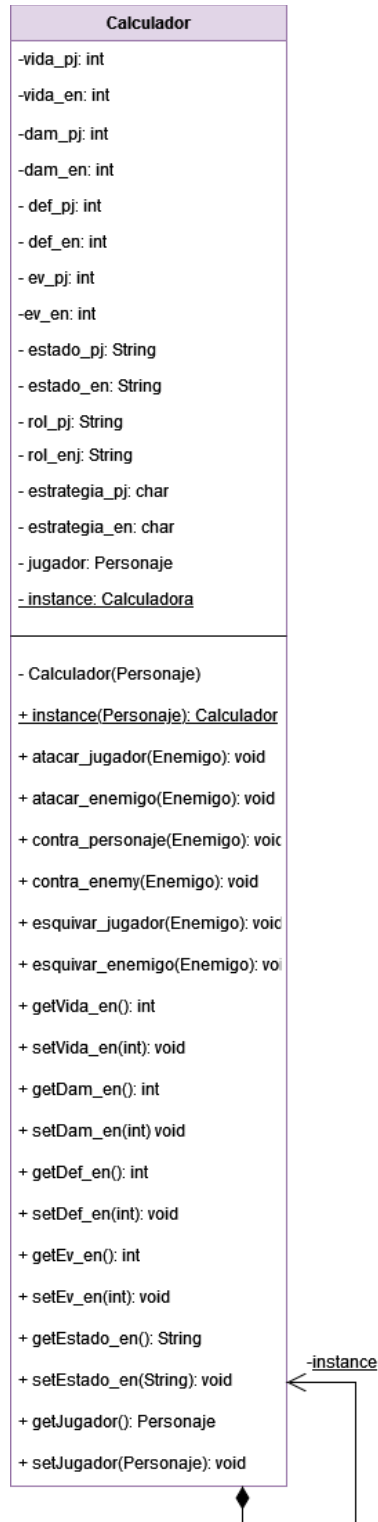 Calculador
-vida_pj: int
-vida_en: int
-dam_pj: int
-dam_en: int
- def_pj: int
- def_en: int
- ev_pj: int
-ev_en: int
- estado_pj: String
- estado_en: String
- rol_pj: String
- rol_enj: String
- estrategia_pj: char
- estrategia_en: char
- jugador: Personaje
- instance: Calculadora
- Calculador(Personaje)
+ instance(Personaje): Calculador
+ atacar_jugador(Enemigo): void
+ atacar_enemigo(Enemigo): void
+ contra_personaje(Enemigo): voic
+ contra_enemy(Enemigo): void
+ esquivar_jugador(Enemigo): void
+ esquivar_enemigo(Enemigo): voi
+ getVida_en(): int
+ setVida_en(int): void
+ getDam_en(): int
+ setDam_en(int) void
+ getDef_en(): int
+ setDef_en(int): void
+ getEv_en(): int
+ setEv_en(int): void
+ getEstado_en(): String
+ setEstado_en(String): void
+ getJugador(): Personaje
+ setJugador(Personaje): void
-instance